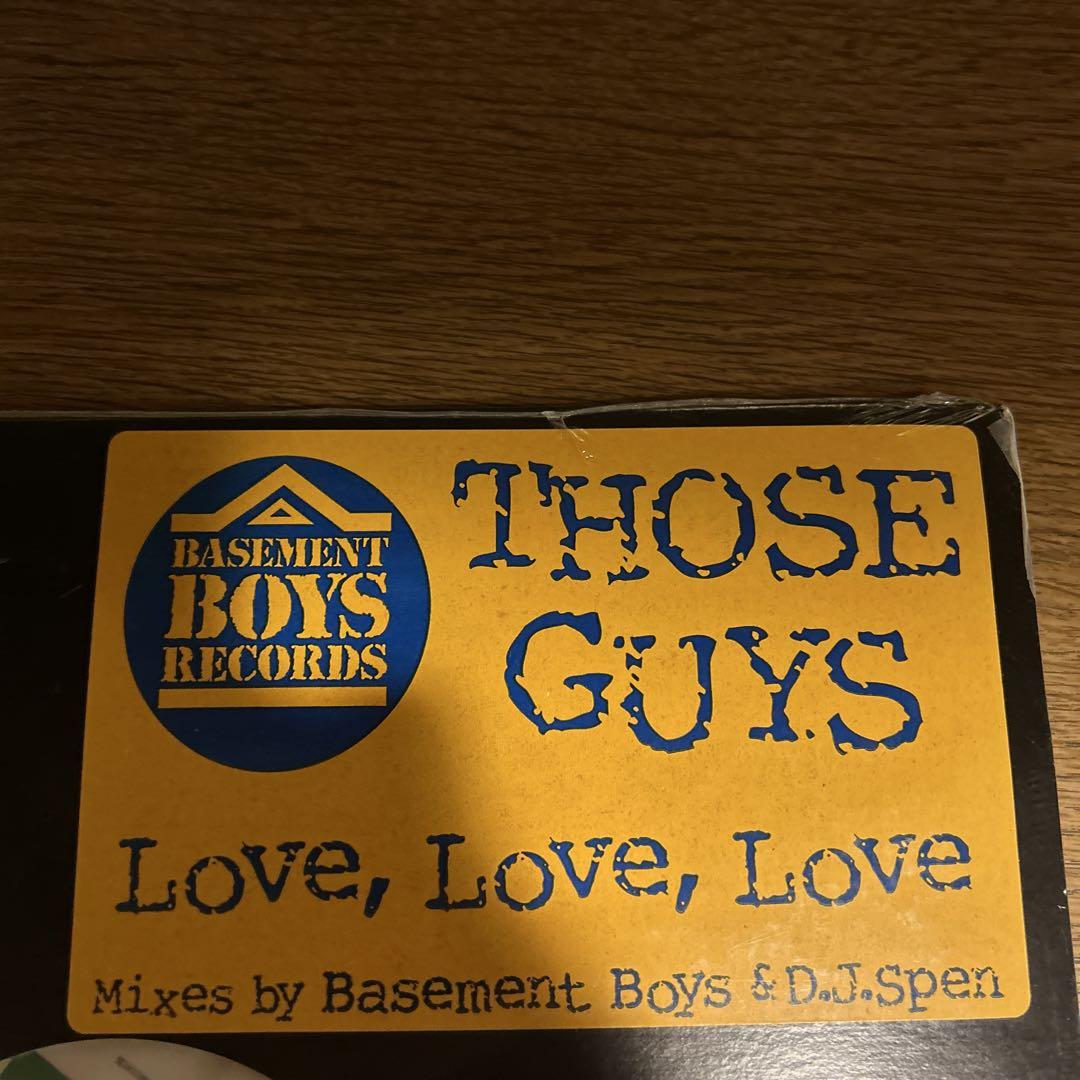 BASEMENT
BOYS
RECORDS
THOSE
GUYS
Love, Love, Love
Mixes by Basement Boys & D.J.Spen